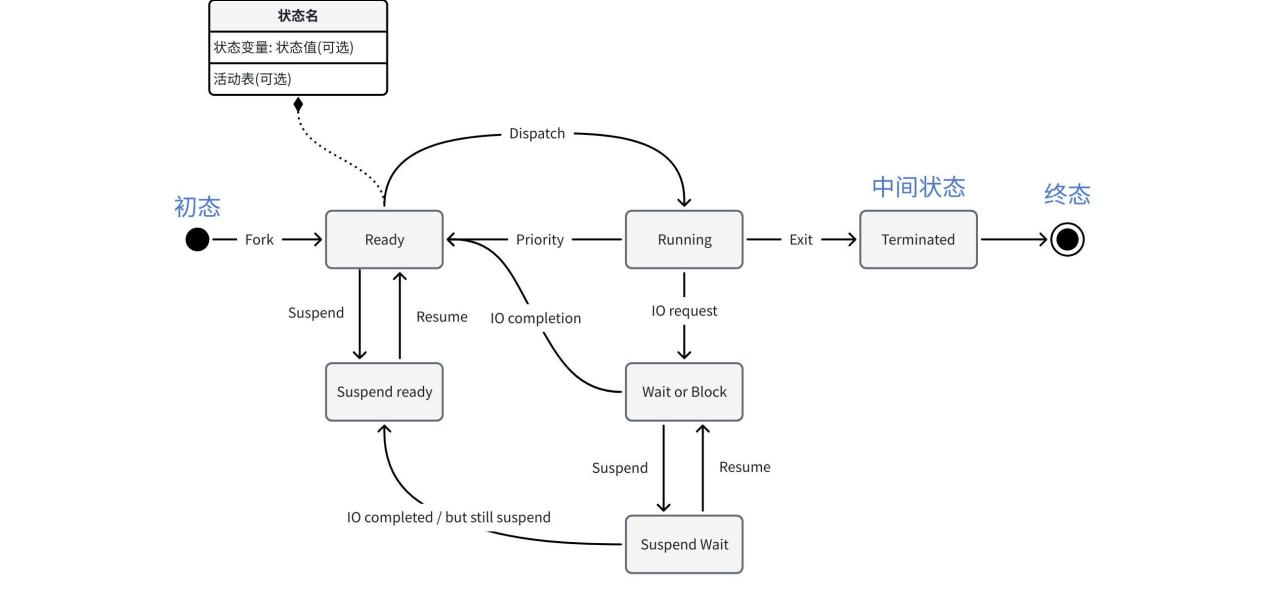 状态名
状态变量: 状态值(可选)
活动表(可选)
Dispatch
初态
中间状态
终态
Fork
Ready
Priority
Running
Exit
Terminated
Suspend
Resume
IO completion
IO request
Suspend ready
Wait or Block
Suspend
Resume
IO completed / but still suspend
Suspend Wait